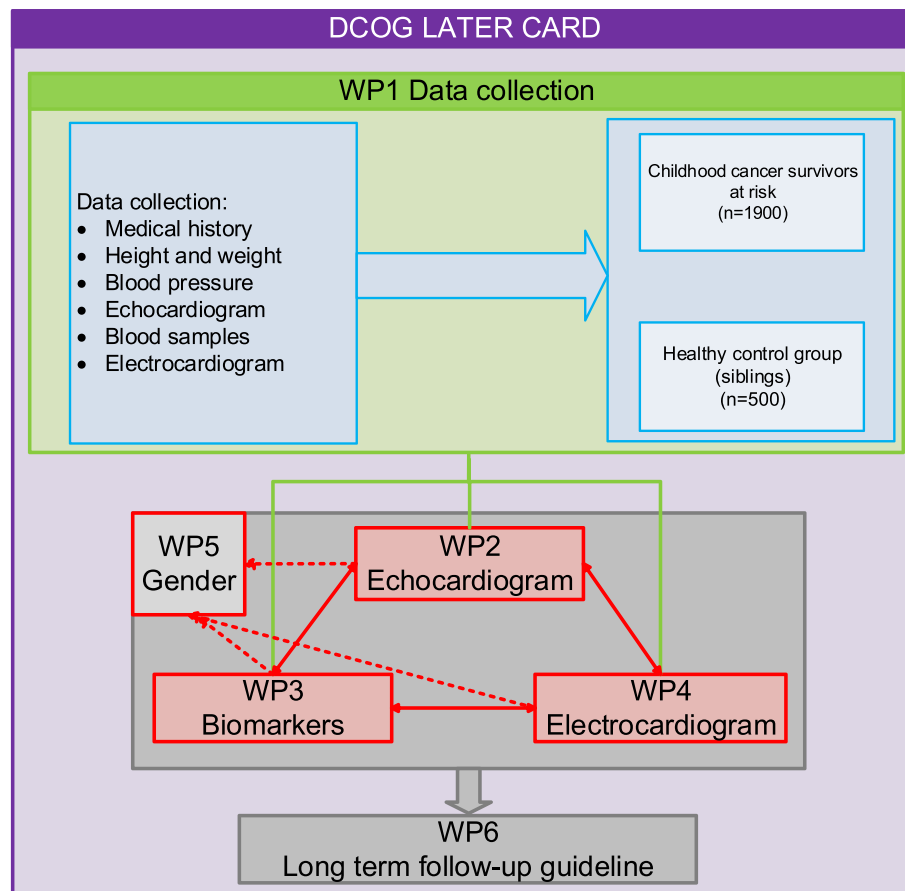 DCOG LATER CARD
WP1 Data collection
Data collection:
• Medical history
• Height and weight
• Blood pressure
• Echocardiogram
• Blood samples
• Electrocardiogram
Childhood cancer survivors
at risk
(n=1900)
Healthy control group
(siblings)
(n=500)
WP5
Gender
WP2
Echocardiogram
WP3
Biomarkers
WP4
Electrocardiogram
WP6
Long term follow-up guideline